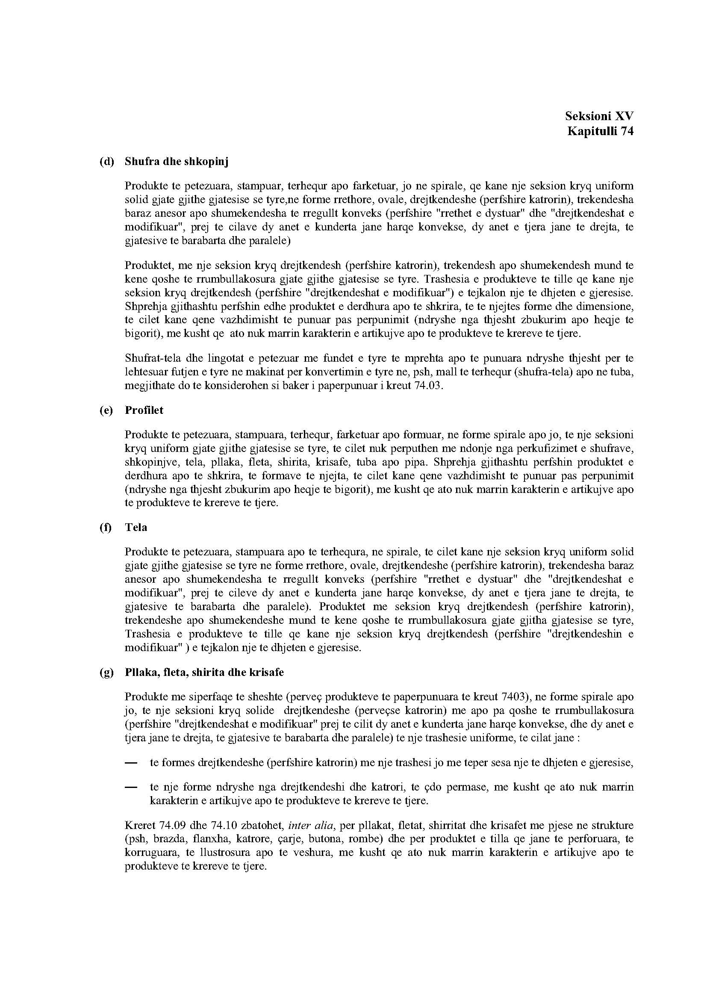 Seksioni XV
Kapitulli 74
(d) Shufra dhe shkopinj
Produkte te petezuara, stampuar, terhequr apo farketuar, jo ne spirale, qe kane nje seksion kryq uniform
solid gjate gjithe gjatesise se tyre,ne forme rrethore, ovale, drejtkendeshe (perfshire katrorin), trekendesha
baraz anesor apo shumekendesha te rregullt konveks (perfshire "rrethet e dystuar" dhe "drejtkendeshat e
modifikuar", prej te cilave dy anet e kunderta jane harqe konvekse, dy anet e tjera jane te drejta, te
gjatesive te barabarta dhe paralele)
Produktet, me nje seksion kryq drejtkendesh (perfshire katrorin), trekendesh apo shumekendesh mund te
kene qoshe te rrumbullakosura gjate gjithe gjatesise se tyre. Trashesia e produkteve te tille qe kane nje
seksion kryq drejtkendesh (perfshire "drejtkendeshat e modifikuar") e tejkalon nje te dhjeten e gjeresise.
Shprehja gjithashtu perfshin edhe produktet e derdhura apo te shkrira, te te njejtes forme dhe dimensione,
te cilet kane qene vazhdimisht te punuar pas perpunimit (ndryshe nga thjesht zbukurim apo heqje te
bigorit), me kusht qe ato nuk marrin karakterin e artikujve apo te produkteve te krereve te tjere.
Shufrat-tela dhe lingotat e petezuar me fundet e tyre te mprehta apo te punuara ndryshe thjesht per te
lehtesuar futjen e tyre ne makinat per konvertimin e tyre ne, psh, mall te terhequr (shufra-tela) apo ne tuba,
megjithate do te konsiderohen si baker i paperpunuar i kreut 74.03.
(e) Profilet
Produkte te petezuara, stampuara, terhequr, farketuar apo formuar, ne forme spirale apo jo, te nje seksioni
kryq uniform gjate gjithe gjatesise se tyre, te cilet nuk perputhen me ndonje nga perkufizimet e shufrave,
shkopinjve, tela, pllaka, fleta, shirita, krisafe, tuba apo pipa. Shprehja gjithashtu perfshin produktet e
derdhura apo te shkrira, te formave te njejta, te cilet kane qene vazhdimisht te punuar pas perpunimit
(ndryshe nga thjesht zbukurim apo heqje te bigorit), me kusht qe ato nuk marrin karakterin e artikujve apo
te produkteve te krereve te tjere.
(f) Tela
Produkte te petezuara, stampuara apo te terhequra, ne spirale, te cilet kane nje seksion kryq uniform solid
gjate gjithe gjatesise se tyre ne forme rrethore, ovale, drejtkendeshe (perfshire katrorin), trekendesha baraz
anesor apo shumekendesha te rregullt konveks (perfshire "rrethet e dystuar" dhe "drejtkendeshat e
modifikuar", prej te cileve dy anet e kunderta jane harqe konvekse, dy anet e tjera jane te drejta, te
gjatesive te barabarta dhe paralele). Produktet me seksion kryq drejtkendesh (perfshire katrorin),
trekendeshe apo shumekendeshe mund te kene qoshe te rrumbullakosura gjate gjitha gjatesise se tyre,
Trashesia e produkteve te tille qe kane nje seksion kryq drejtkendesh (perfshire "drejtkendeshin e
modifikuar" ) e tejkalon nje te dhjeten e gjeresise.
(g) Pllaka, fleta, shirita dhe krisafe
Produkte me siperfaqe te sheshte (perveç produkteve te paperpunuara te kreut 7403), ne forme spirale apo
jo, te nje seksioni kryq solide drejtkendeshe (perveçse katrorin) me apo pa qoshe te rrumbullakosura
(perfshire "drejtkendeshat e modifikuar" prej te cilit dy anet e kunderta jane harqe konvekse, dhe dy anet e
tjera jane te drejta, te gjatesive te barabarta dhe paralele) te nje trashesie uniforme, te cilat jane :
— te formes drejtkendeshe (perfshire katrorin) me nje trashesi jo me teper sesa nje te dhjeten e gjeresise,
— te nje forme ndryshe nga drejtkendeshi dhe katrori, te çdo permase, me kusht qe ato nuk marrin
karakterin e artikujve apo te produkteve te krereve te tjere.
Kreret 74.09 dhe 74.10 zbatohet, inter alia, per pllakat, fletat, shirritat dhe krisafet me pjese ne strukture
(psh, brazda, flanxha, katrore, çarje, butona, rombe) dhe per produktet e tilla qe jane te perforuara, te
korruguara, te llustrosura apo te veshura, me kusht qe ato nuk marrin karakterin e artikujve apo te
produkteve te krereve te tjere.